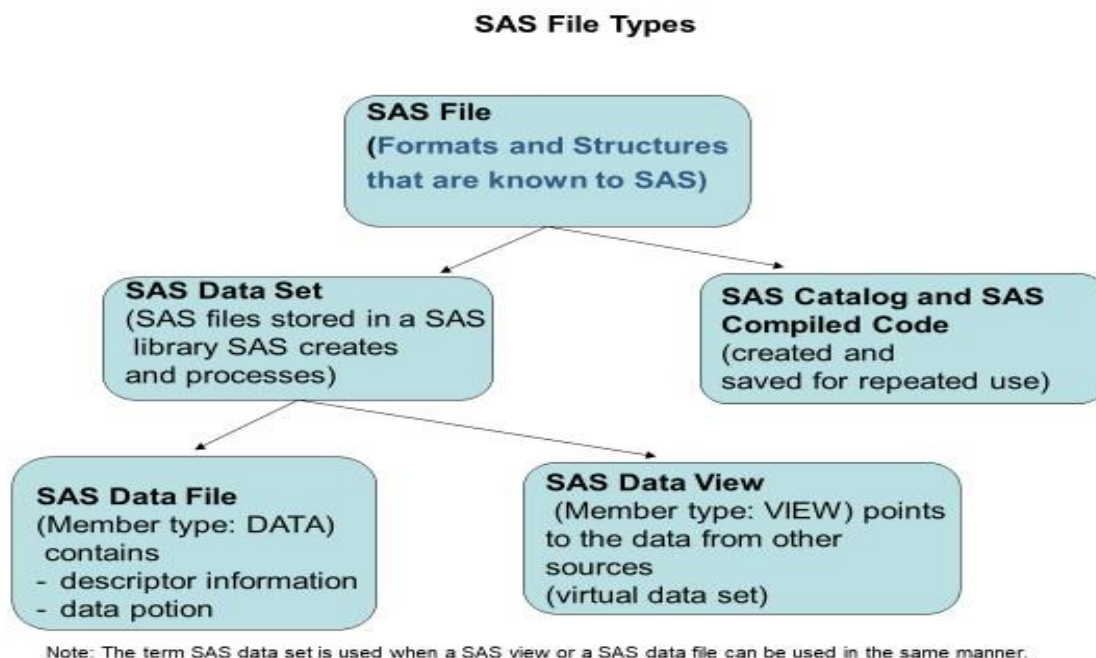 SAS File Types
SAS File
(Formats and Structures
that are known to SAS)
SAS Data Set
(SAS files stored in a SAS
library SAS creates
and processes)
SAS Catalog and SAS
Compiled Code
(created and
saved for repeated use)
SAS Data File
(Member type: DATA)
contains
- descriptor information
- data potion
SAS Data View
(Member type: VIEW) points
to the data from other
sources
(virtual data set)
Note: The term SAS data set is used when a SAS view or a SAS data file can be used in the same manner.